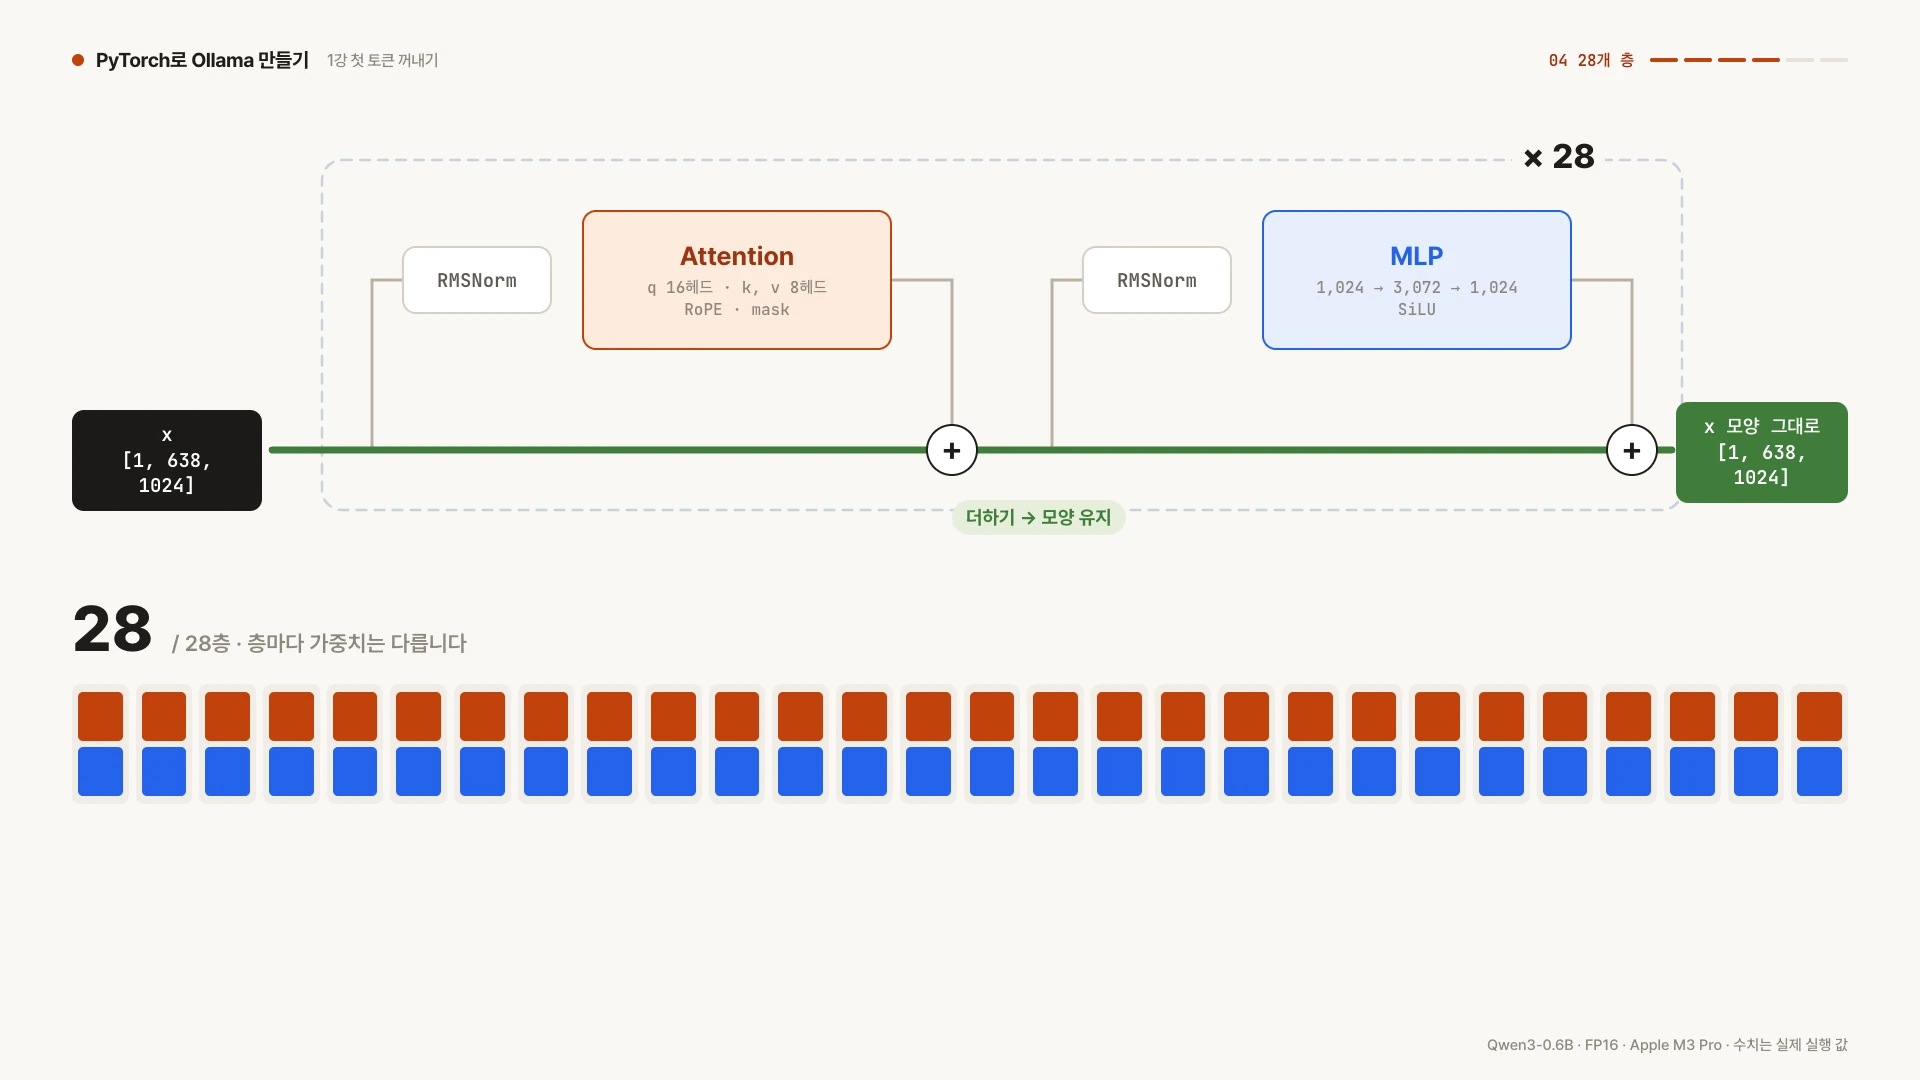 PyTorch로 Ollama 만들기
1강 첫 토큰 꺼내기
04 28개 층
× 28
RMSNorm
Attention
q 16헤드 · k, v 8헤드
RoPE · mask
RMSNorm
MLP
1,024 → 3,072 → 1,024
SiLU
x
[1, 638,
1024]
+
+
x 모양 그대로
[1, 638,
1024]
더하기 → 모양 유지
28
/ 28층 · 층마다 가중치는 다릅니다
Qwen3-0.6B · FP16 · Apple M3 Pro · 수치는 실제 실행 값